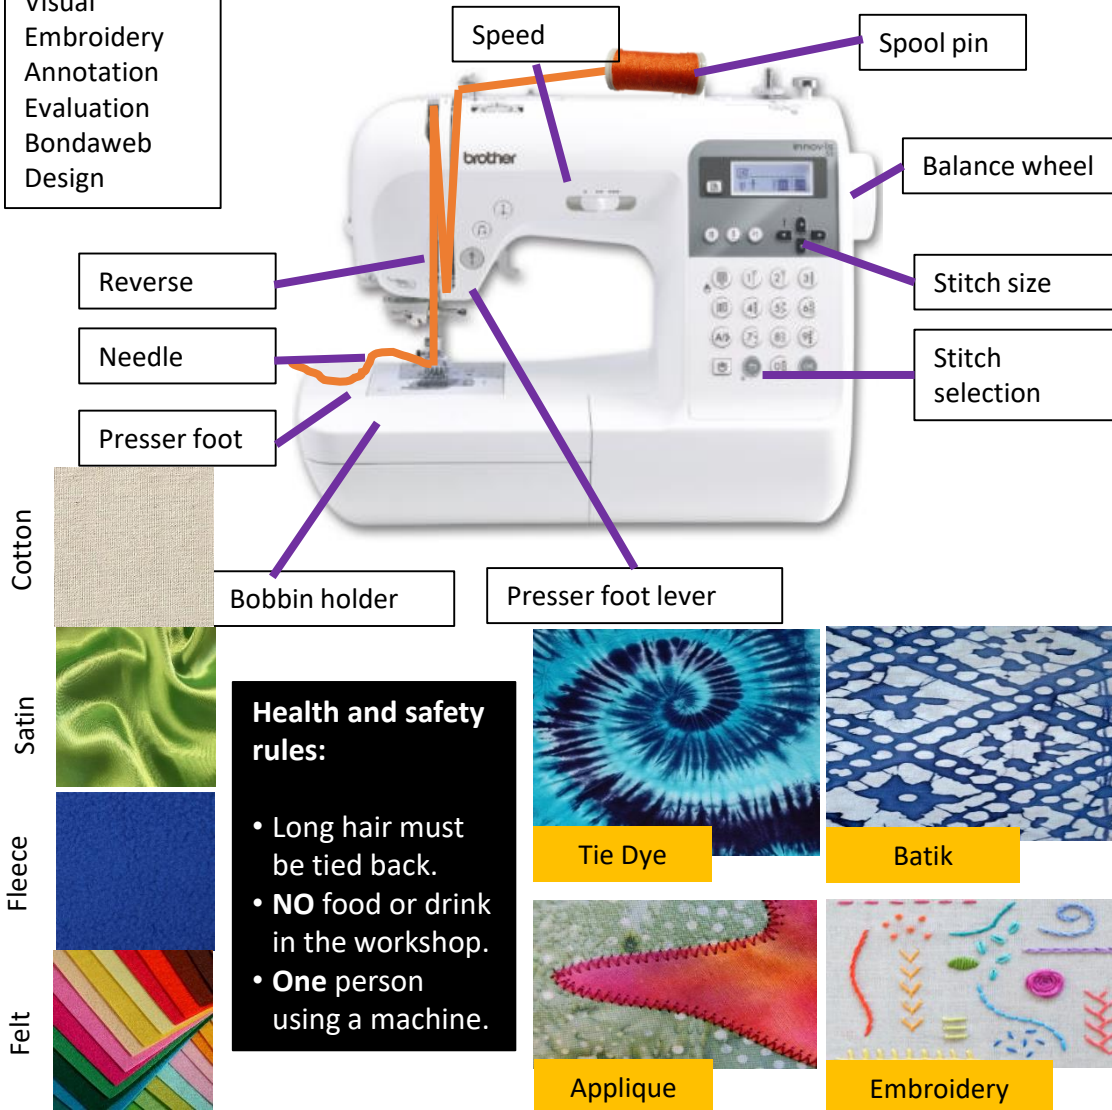 Visual
Embroidery
Annotation
Evaluation
Bondaweb
Design
Speed
Spool pin
brother
innov-is
Balance wheel
Reverse
Stitch size
Needle
Stitch
selection
Presser foot
Cotton
Bobbin holder
Presser foot lever
Satin
Health and safety
rules:
• Long hair must
be tied back.
• NO food or drink
in the workshop.
• One person
using a machine.
Fleece
Felt
Tie Dye
Batik
Applique
Embroidery